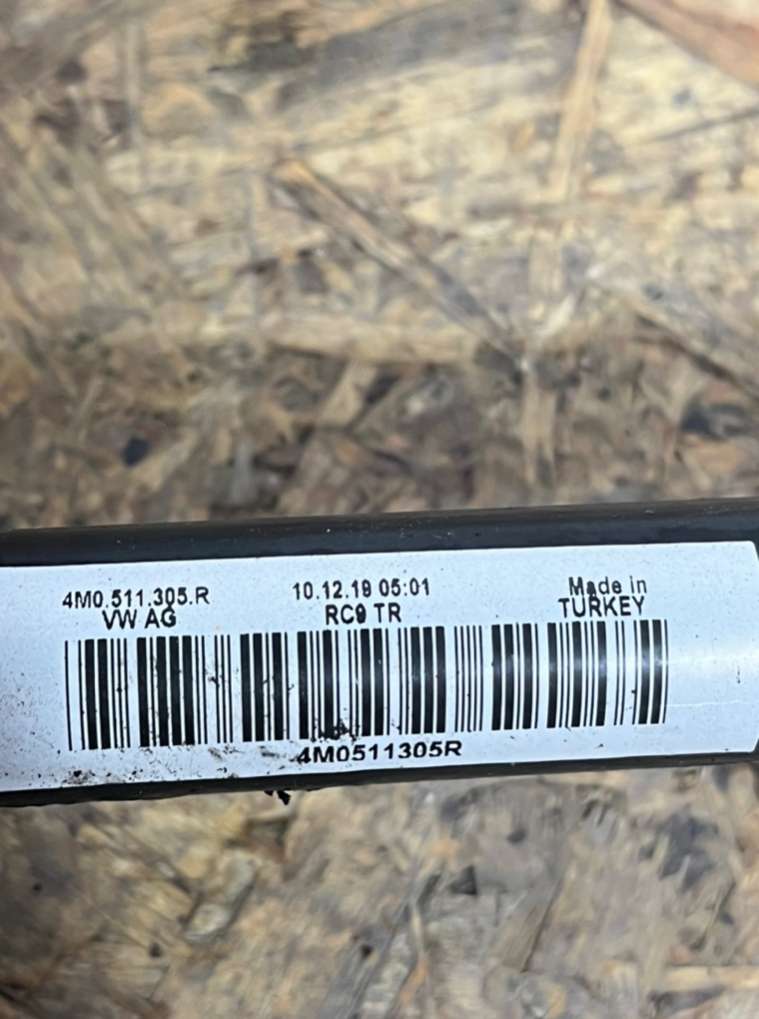 4M0.511.305.R
VW AG
10.12.19 05:01
RC9 TR
Made in
TURKEY
4M0511305R